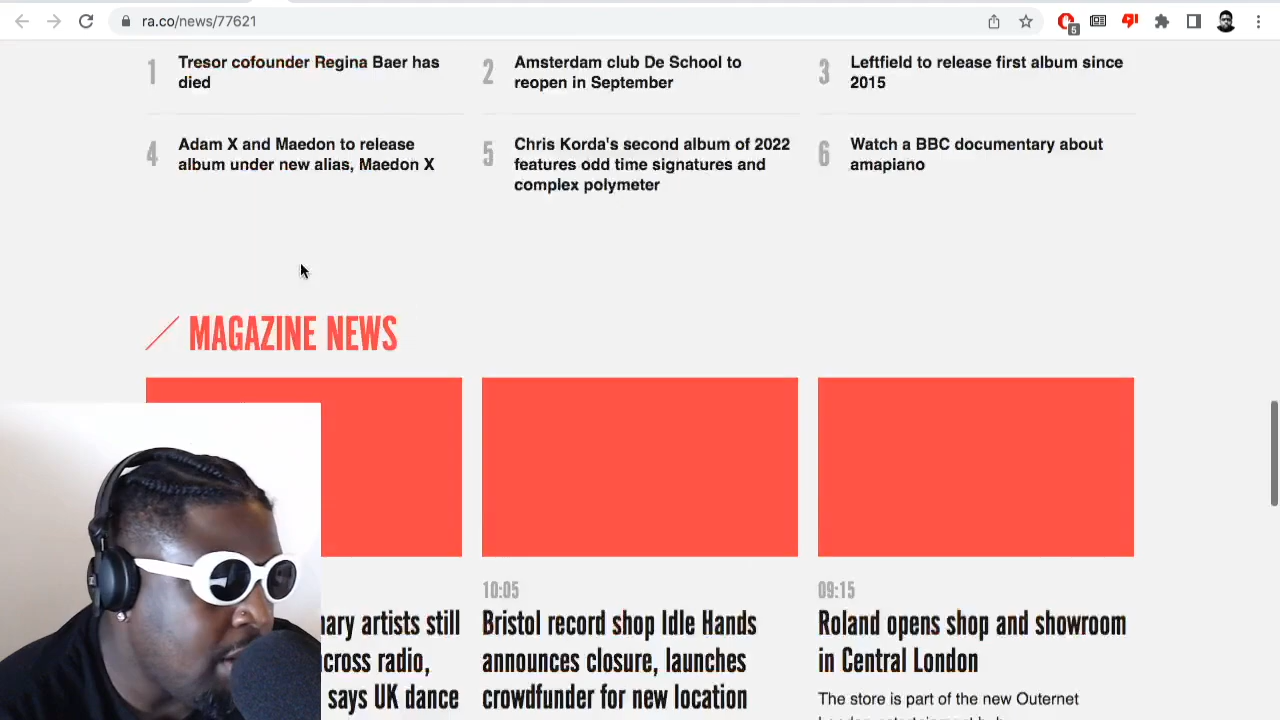 ra.co/news/77621
5
1 Tresor cofounder Regina Baer has
died
2 Amsterdam club De School to
reopen in September
3 Leftfield to release first album since
2015
4 Adam X and Maedon to release
album under new alias, Maedon X
5 Chris Korda's second album of 2022
features odd time signatures and
complex polymeter
6 Watch a BBC documentary about
amapiano
MAGAZINE NEWS
ary artists still
cross radio,
says UK dance
10:05
Bristol record shop Idle Hands
announces closure, launches
crowdfunder for new location
09:15
Roland opens shop and showroom
in Central London
The store is part of the new Outernet